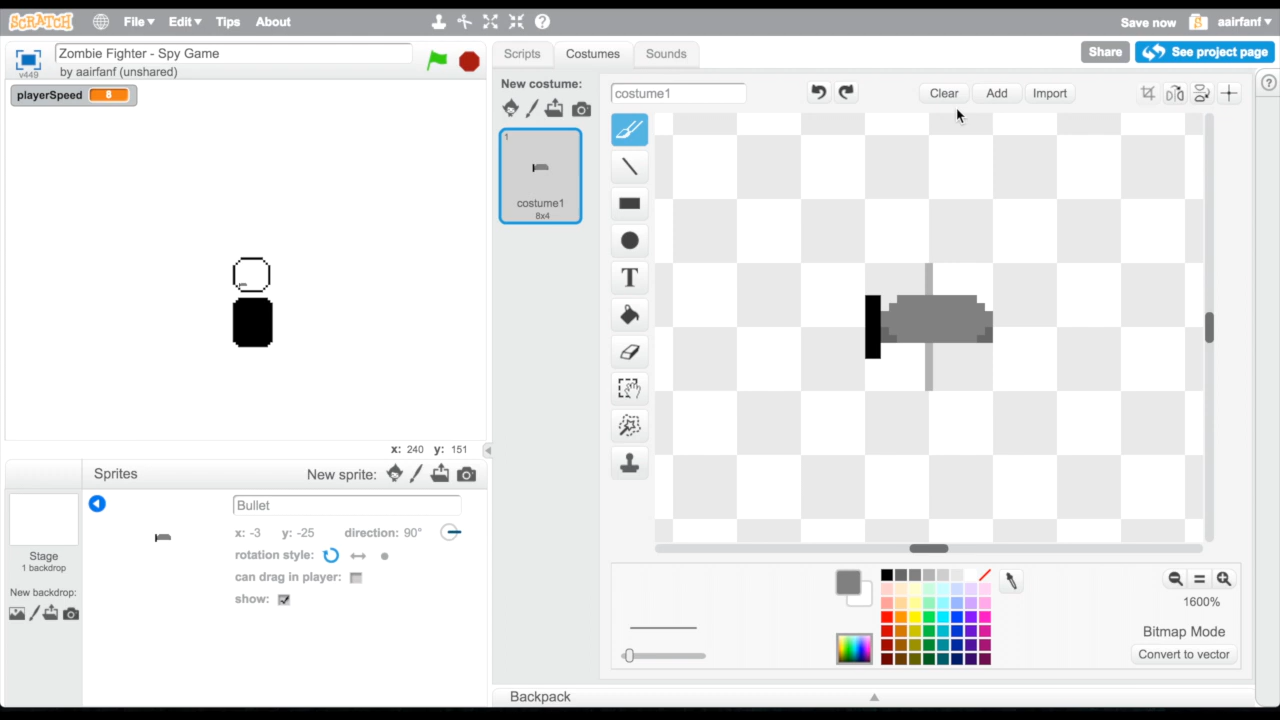 SCRATCH File▾ Edit▾ Tips About Save now S aairfanf ▾
v449 Zombie Fighter - Spy Game
by aairfanf (unshared)
Scripts Costumes Sounds Share See project page
playerSpeed 8
New costume: costume1 Clear Add Import
1
costume1
8x4
T
x: 240 y: 151
Sprites New sprite:
Bullet
x: -3 y: -25 direction: 90°
rotation style:
can drag in player:
show:
Stage
1 backdrop
New backdrop:
1600%
Bitmap Mode
Convert to vector
Backpack